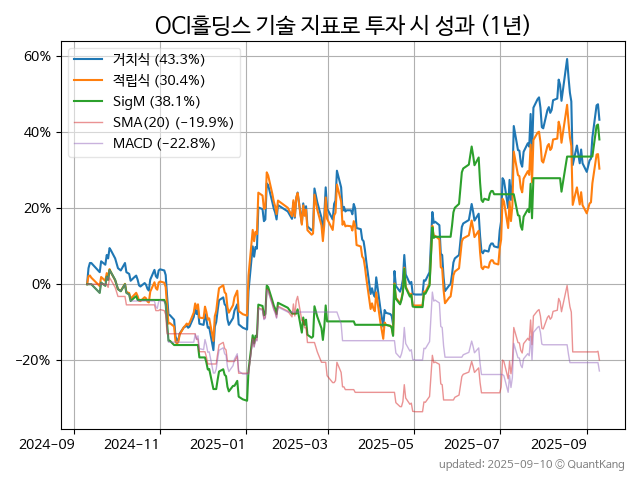 OCI홀딩스 기술 지표로 투자 시 성과 (1년)
거치식 (43.3%)
적립식 (30.4%)
SigM (38.1%)
SMA(20) (−19.9%)
MACD (−22.8%)
60%
40%
20%
0%
−20%
2024-09
2024-11
2025-01
2025-03
2025-05
2025-07
2025-09
updated: 2025-09-10 ⓒ QuantKang